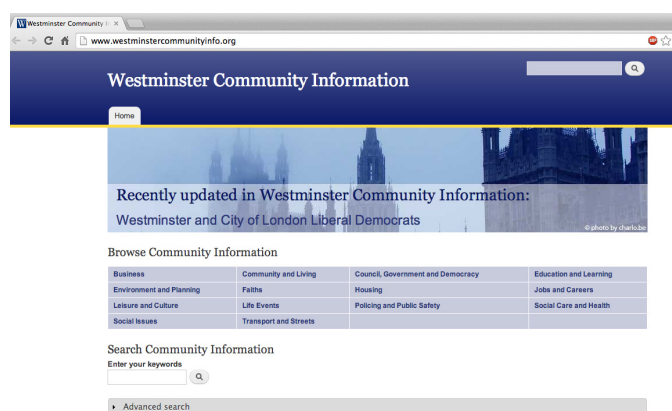 Westminster Community I
www.westminstercommunityinfo.org
Westminster Community Information
Home
Recently updated in Westminster Community Information:
Westminster and City of London Liberal Democrats
© photo by charlo.be
Browse Community Information
Business Community and Living Council, Government and Democracy Education and Learning
Environment and Planning Faiths Housing Jobs and Careers
Leisure and Culture Life Events Policing and Public Safety Social Care and Health
Social Issues Transport and Streets
Search Community Information
Enter your keywords
Advanced search